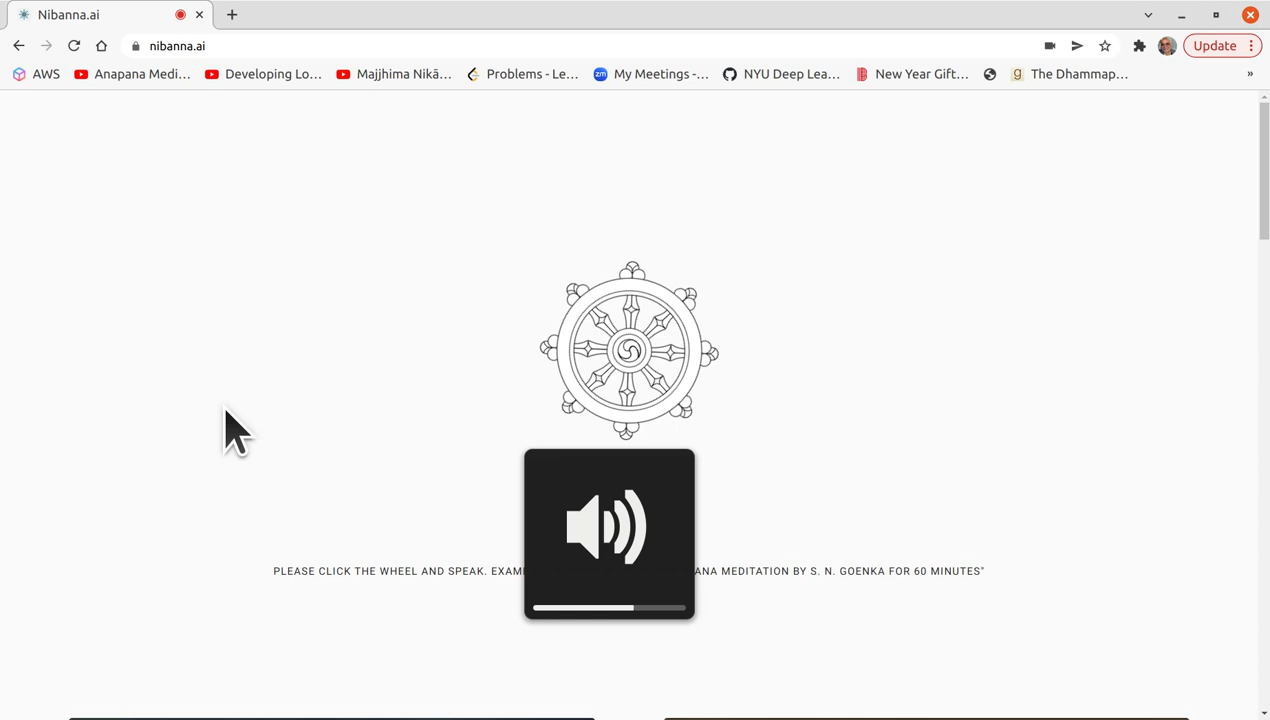 Nibanna.ai
nibanna.ai
Update
AWS
Anapana Medi...
Developing Lo...
Majjhima Nikā...
Problems - Le...
zm
My Meetings -...
NYU Deep Lea...
New Year Gift...
g
The Dhammap...
»
PLEASE CLICK THE WHEEL AND SPEAK. ANA MEDITATION BY S. N. GOENKA FOR 60 MINUTES"